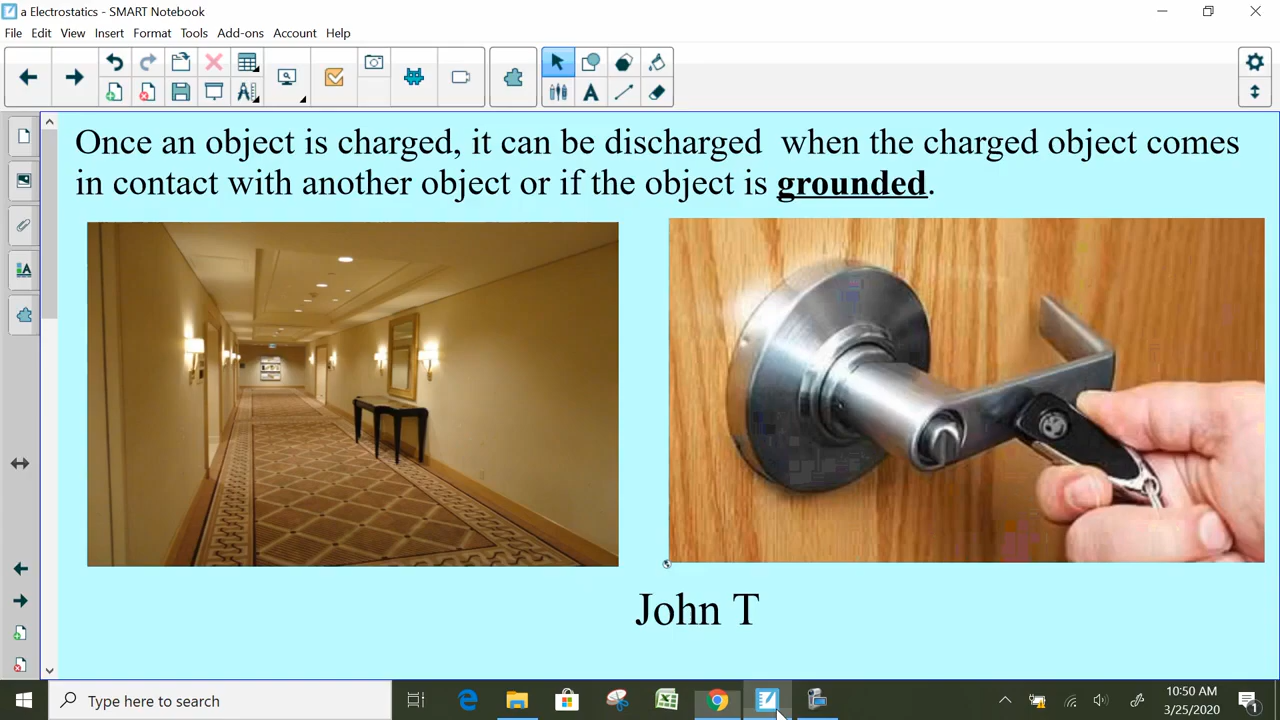 a Electrostatics - SMART Notebook
File Edit View Insert Format Tools Add-ons Account Help
Once an object is charged, it can be discharged  when the charged object comes
in contact with another object or if the object is grounded.
John T
Type here to search
10:50 AM
3/25/2020
1